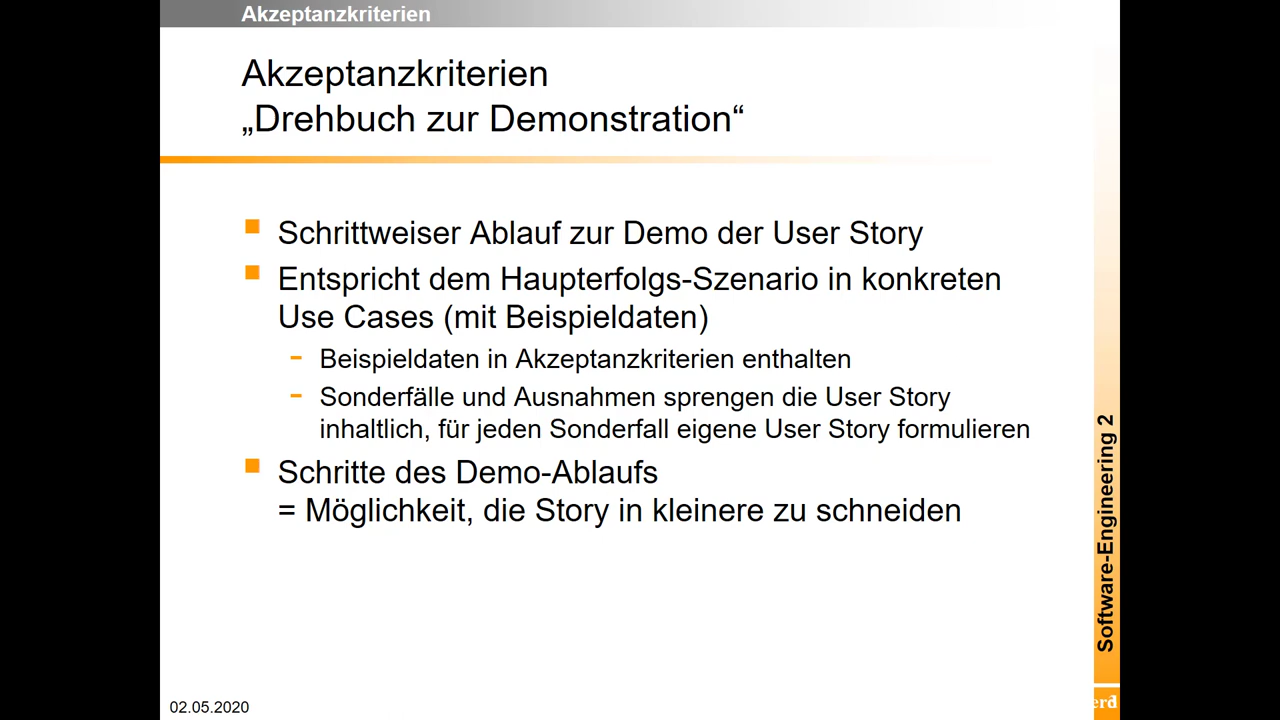 Akzeptanzkriterien
Akzeptanzkriterien
„Drehbuch zur Demonstration“
Schrittweiser Ablauf zur Demo der User Story
Entspricht dem Haupterfolgs-Szenario in konkreten
Use Cases (mit Beispieldaten)
- Beispieldaten in Akzeptanzkriterien enthalten
- Sonderfälle und Ausnahmen sprengen die User Story
inhaltlich, für jeden Sonderfall eigene User Story formulieren
Schritte des Demo-Ablaufs
= Möglichkeit, die Story in kleinere zu schneiden
Software-Engineering 2
02.05.2020